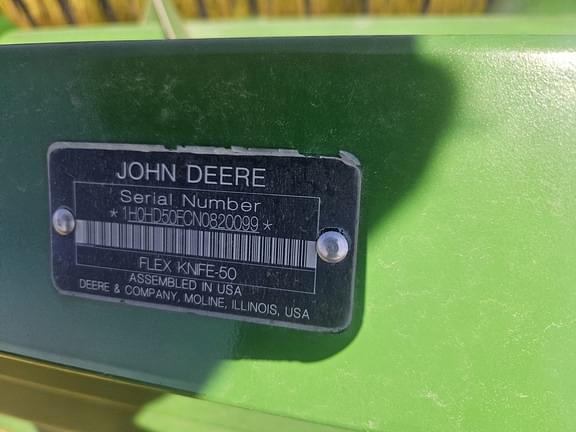 JOHN DEERE
Serial Number
*1H0HD50FCN0820099*
FLEX KNIFE-50
ASSEMBLED IN USA
DEERE & COMPANY, MOLINE, ILLINOIS, USA